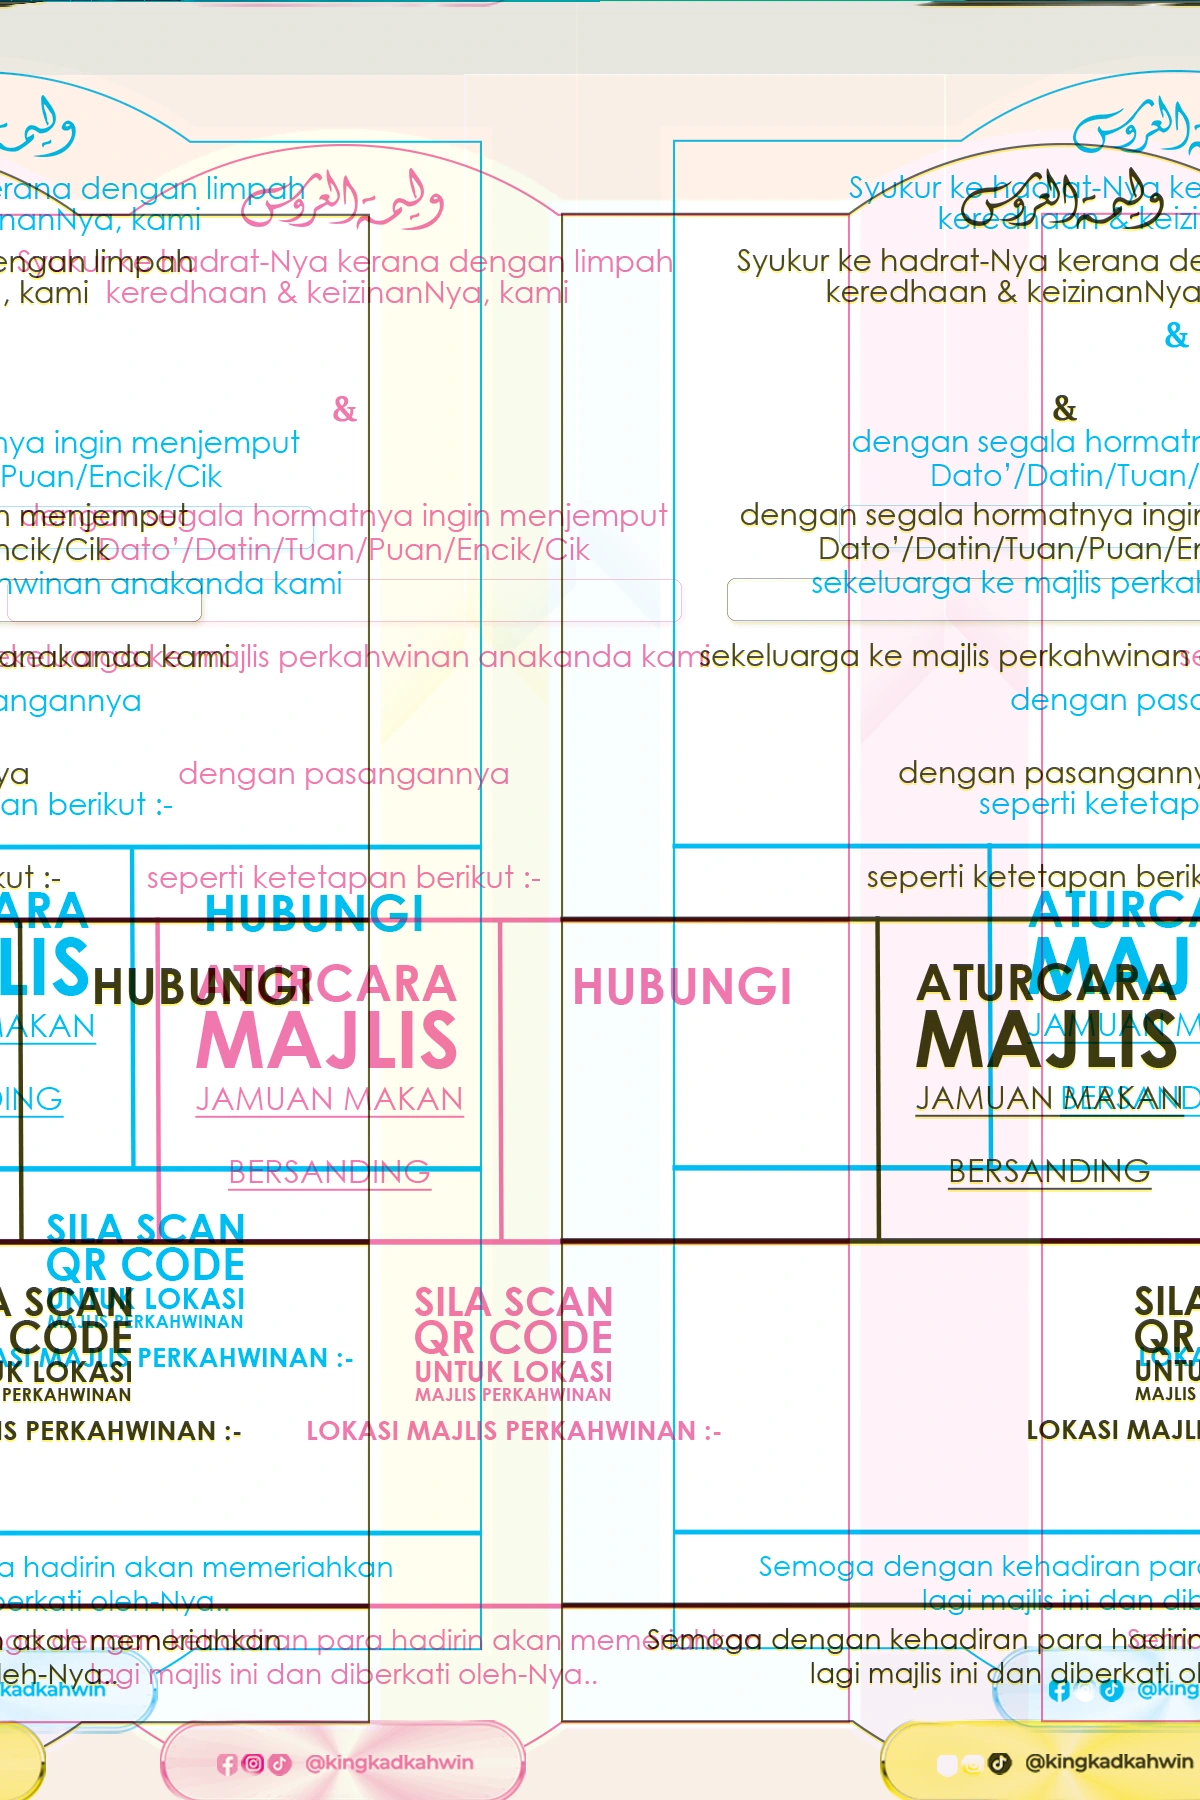 وليمة العروس
Syukur ke hadrat-Nya kerana dengan limpah
keredhaan & keizinanNya, kami
&
dengan segala hormatnya ingin menjemput
Dato’/Datin/Tuan/Puan/Encik/Cik
sekeluarga ke majlis perkahwinan anakanda kami
dengan pasangannya
seperti ketetapan berikut :-
ATURCARA
MAJLIS
JAMUAN MAKAN
BERSANDING
HUBUNGI
SILA SCAN
QR CODE
UNTUK LOKASI
MAJLIS PERKAHWINAN
LOKASI MAJLIS PERKAHWINAN :-
Semoga dengan kehadiran para hadirin akan memeriahkan
lagi majlis ini dan diberkati oleh-Nya..
@kingkadkahwin